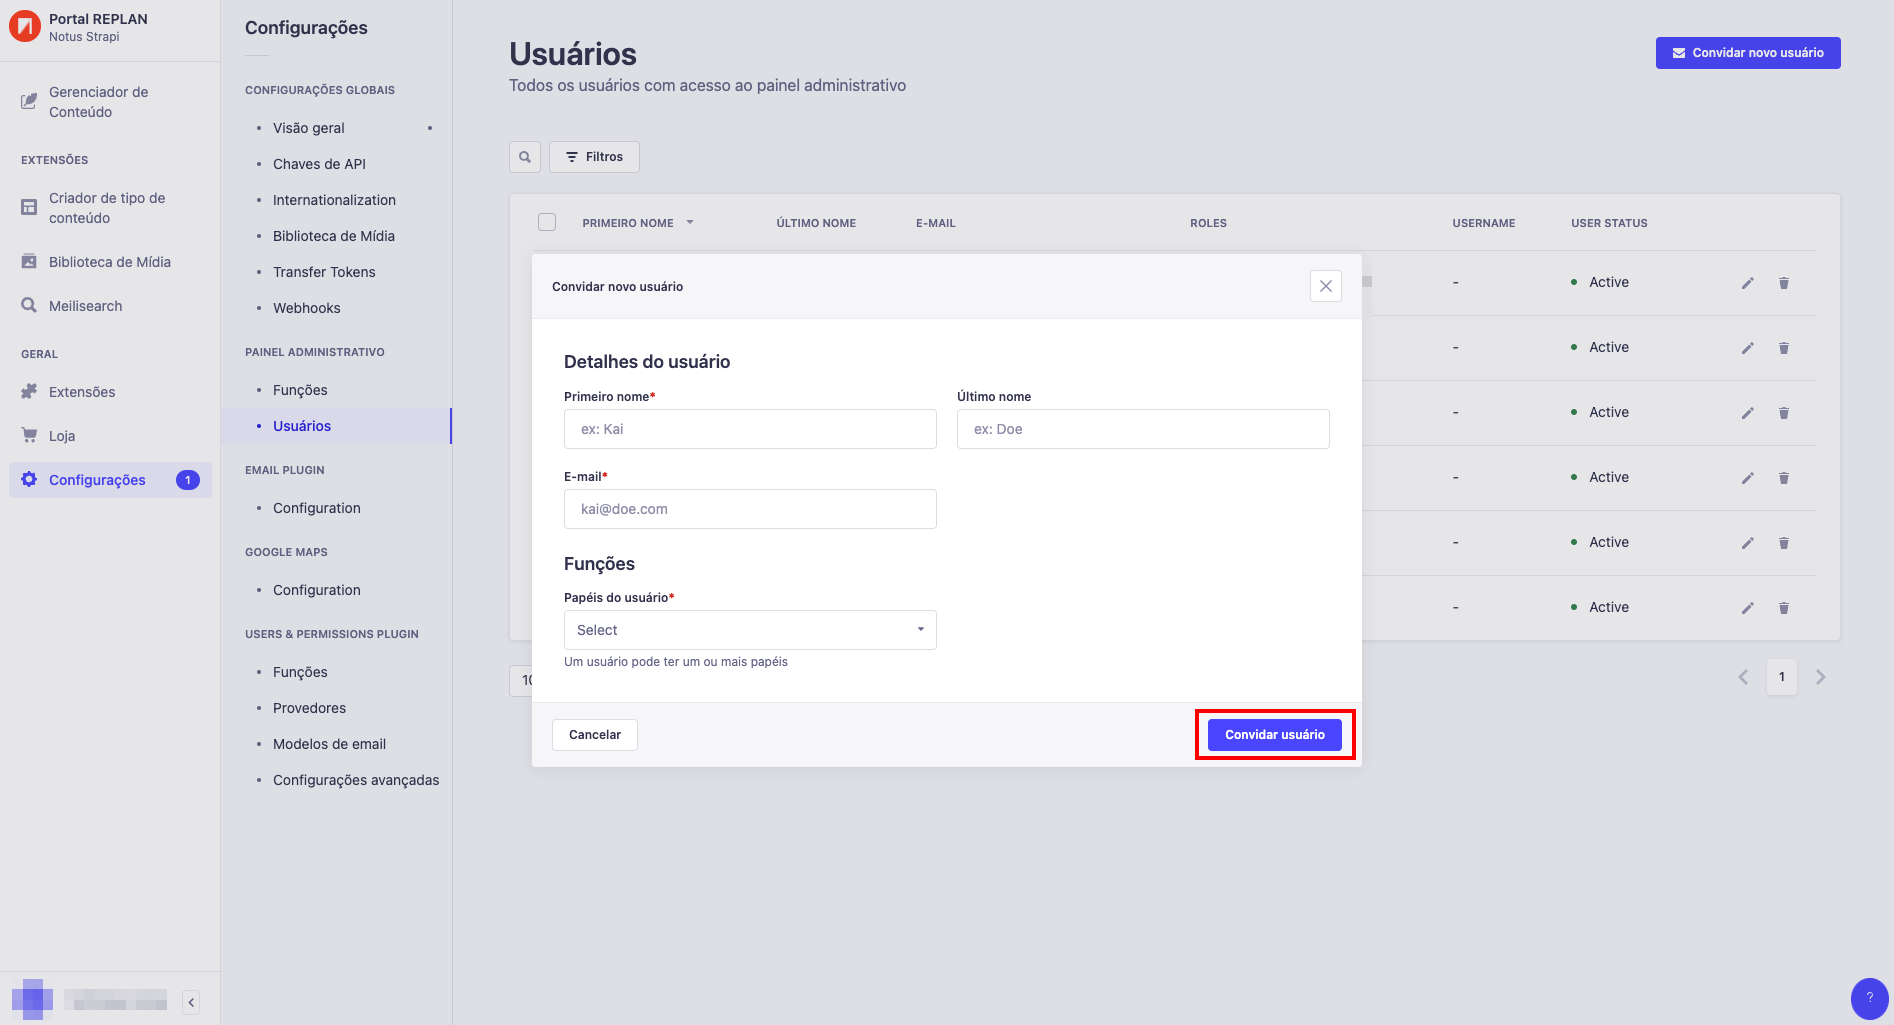 Portal REPLAN
Notus Strapi
Gerenciador de
Conteúdo
EXTENSÕES
Criador de tipo de
conteúdo
Biblioteca de Mídia
Meilisearch
GERAL
Extensões
Loja
Configurações
1
Configurações
CONFIGURAÇÕES GLOBAIS
Visão geral
Chaves de API
Internationalization
Biblioteca de Mídia
Transfer Tokens
Webhooks
PAINEL ADMINISTRATIVO
Funções
Usuários
EMAIL PLUGIN
Configuration
GOOGLE MAPS
Configuration
USERS & PERMISSIONS PLUGIN
Funções
Provedores
Modelos de email
Configurações avançadas
Usuários
Todos os usuários com acesso ao painel administrativo
Convidar novo usuário
Filtros
PRIMEIRO NOME ÚLTIMO NOME E-MAIL ROLES USERNAME USER STATUS
- Active
- Active
- Active
- Active
- Active
- Active
Convidar novo usuário
Detalhes do usuário
Primeiro nome* Último nome
ex: Kai ex: Doe
E-mail*
kai@doe.com
Funções
Papéis do usuário*
Select
Um usuário pode ter um ou mais papéis
Cancelar Convidar usuário
1
?